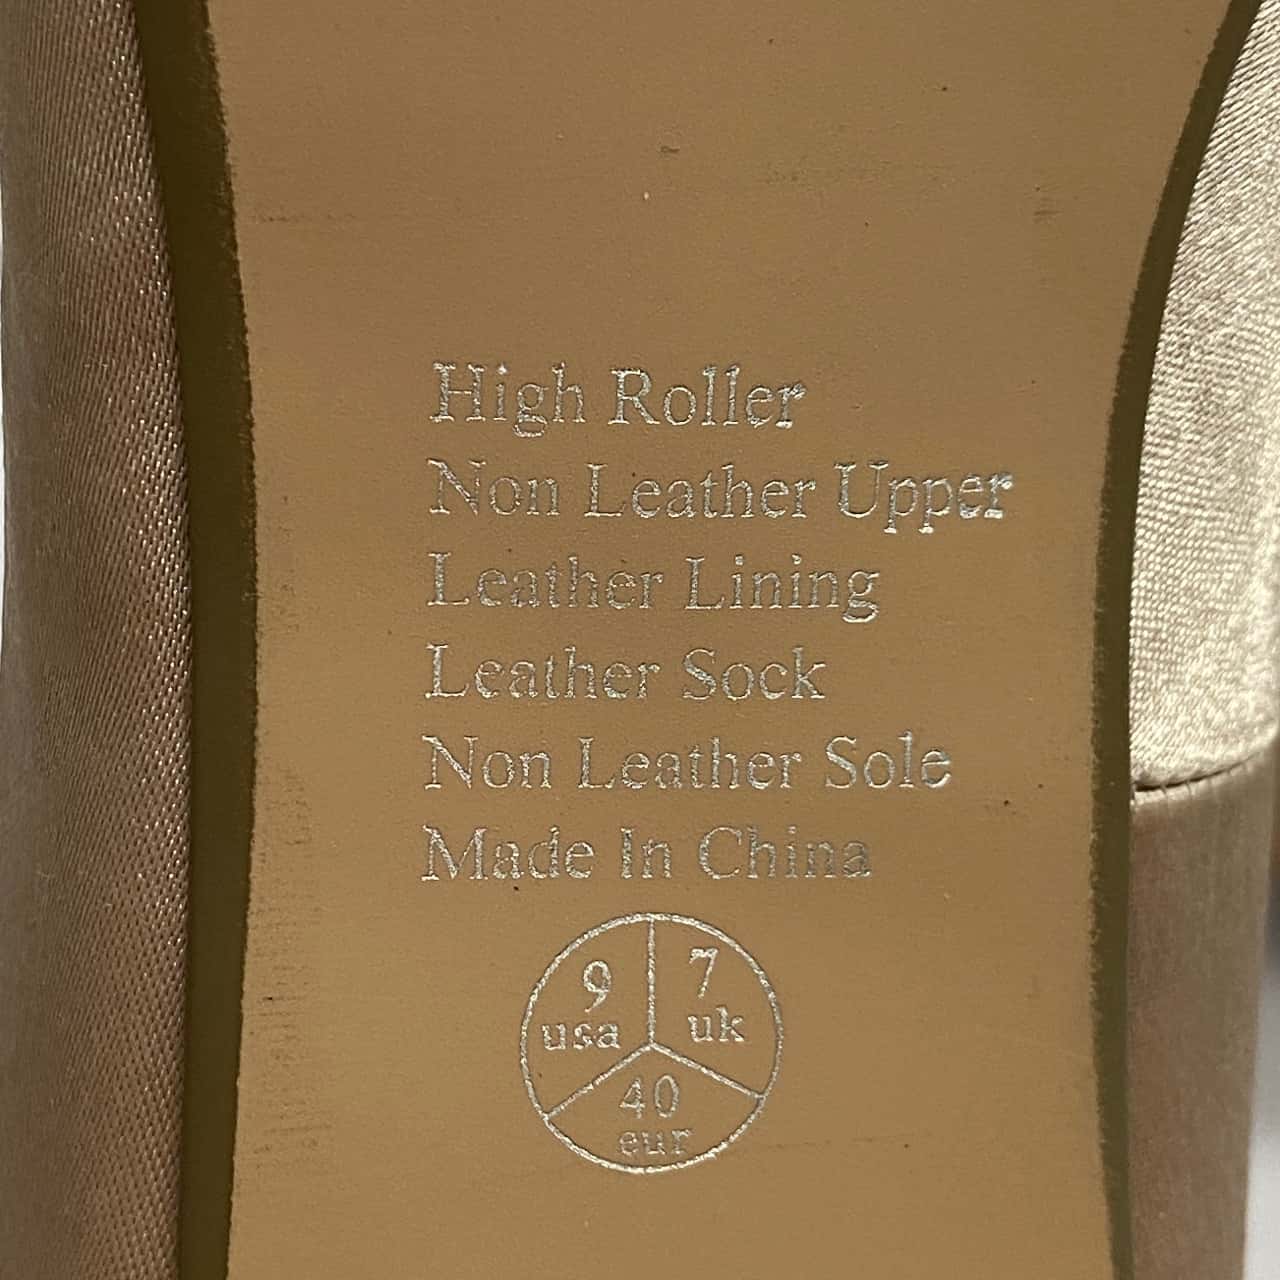 High Roller
Non Leather Upper
Leather Lining
Leather Sock
Non Leather Sole
Made In China
9 7
usa uk
40
eur